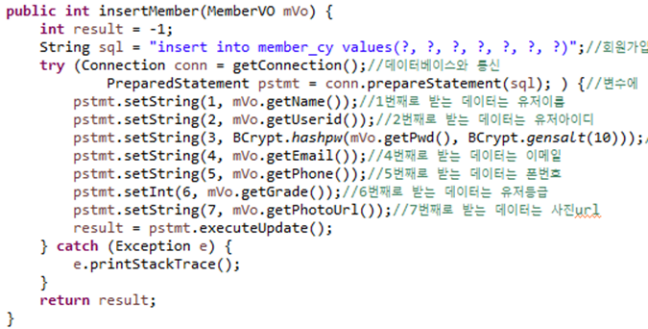 public int insertMember(MemberVO mVo) {
int result = -1;
String sql = "insert into member_cy values(?, ?, ?, ?, ?, ?, ?)";//회원가입
try (Connection conn = getConnection();//데이터베이스와 통신
PreparedStatement pstmt = conn.prepareStatement(sql); ) {//변수에
pstmt.setString(1, mVo.getName());//1번째로 받는 데이터는 유저이름
pstmt.setString(2, mVo.getUserid());//2번째로 받는 데이터는 유저아이디
pstmt.setString(3, BCrypt.hashpw(mVo.getPwd(), BCrypt.gensalt(10)));/
pstmt.setString(4, mVo.getEmail());//4번째로 받는 데이터는 이메일
pstmt.setString(5, mVo.getPhone());//5번째로 받는 데이터는 폰번호
pstmt.setInt(6, mVo.getGrade());//6번째로 받는 데이터는 유저등급
pstmt.setString(7, mVo.getPhotoUrl());//7번째로 받는 데이터는 사진url
result = pstmt.executeUpdate();
} catch (Exception e) {
e.printStackTrace();
}
return result;
}